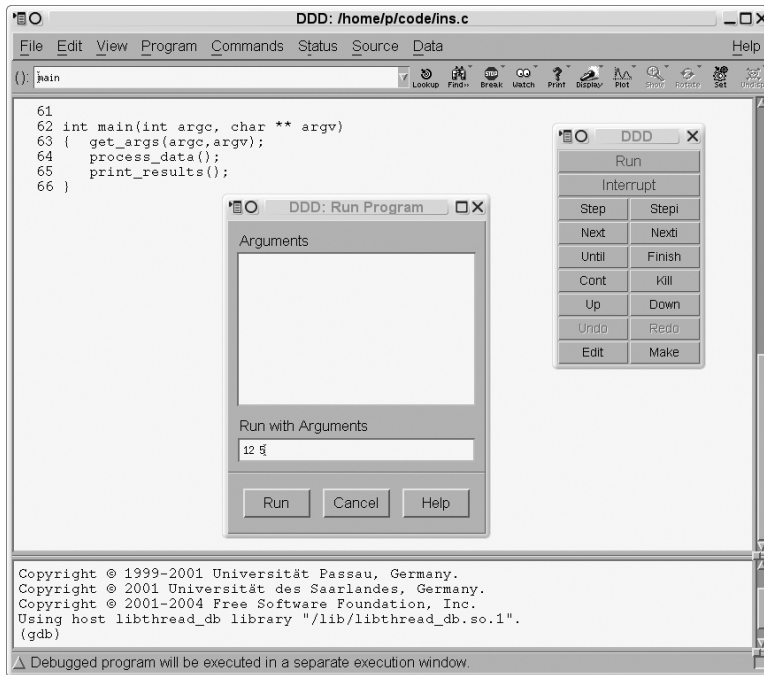 DDD: /home/p/code/ins.c
File Edit View Program Commands Status Source Data Help
(): main
Lookup Find>> Break Watch Print Display Plot Show Rotate Set
61
62 int main(int argc, char ** argv)
63 {  get_args(argc,argv);
64    process_data();
65    print_results();
66 }
DDD
Run
Interrupt
Step Stepi
Next Nexti
Until Finish
Cont Kill
Up Down
Undo Redo
Edit Make
DDD: Run Program
Arguments
Run with Arguments
12 5
Run Cancel Help
Copyright © 1999-2001 Universität Passau, Germany.
Copyright © 2001 Universität des Saarlandes, Germany.
Copyright © 2001-2004 Free Software Foundation, Inc.
Using host libthread_db library "/lib/libthread_db.so.1".
(gdb)
Debugged program will be executed in a separate execution window.